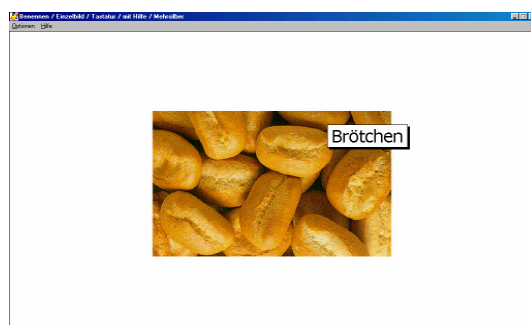 Benennen / Einzelbild / Tastatur / mit Hilfe / Mehrsilber
Optionen Hilfe
Brötchen